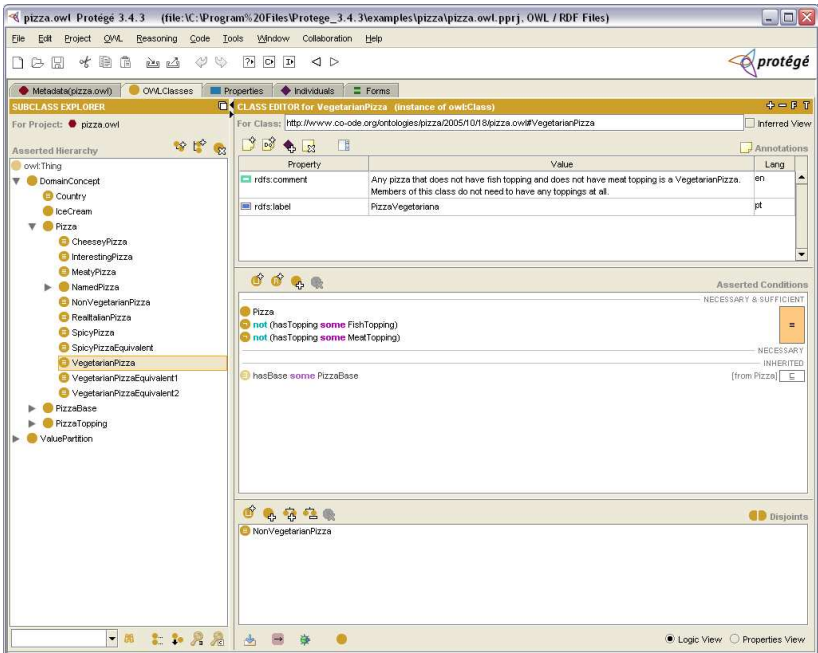 pizza.owl Protégé 3.4.3 (file:\C:\Program%20Files\Protege_3.4.3\examples\pizza\pizza.owl.pprj, OWL / RDF Files)
File Edit Project OWL Reasoning Code Tools Window Collaboration Help
protégé
Metadata(pizza.owl) OWLClasses Properties Individuals Forms
SUBCLASS EXPLORER
For Project: pizza.owl
Asserted Hierarchy
owl:Thing
DomainConcept
Country
IceCream
Pizza
CheeseyPizza
InterestingPizza
MeatyPizza
NamedPizza
NonVegetarianPizza
RealItalianPizza
SpicyPizza
SpicyPizzaEquivalent
VegetarianPizza
VegetarianPizzaEquivalent1
VegetarianPizzaEquivalent2
PizzaBase
PizzaTopping
ValuePartition
CLASS EDITOR for VegetarianPizza (instance of owl:Class)
For Class: http://www.co-ode.org/ontologies/pizza/2005/10/18/pizza.owl#VegetarianPizza Inferred View
Annotations
Property Value Lang
rdfs:comment Any pizza that does not have fish topping and does not have meat topping is a VegetarianPizza. en
Members of this class do not need to have any toppings at all.
rdfs:label PizzaVegetariana pt
Asserted Conditions
NECESSARY & SUFFICIENT
Pizza
not (hasTopping some FishTopping)
not (hasTopping some MeatTopping)
NECESSARY
INHERITED
hasBase some PizzaBase [from Pizza]
Disjoints
NonVegetarianPizza
Logic View Properties View